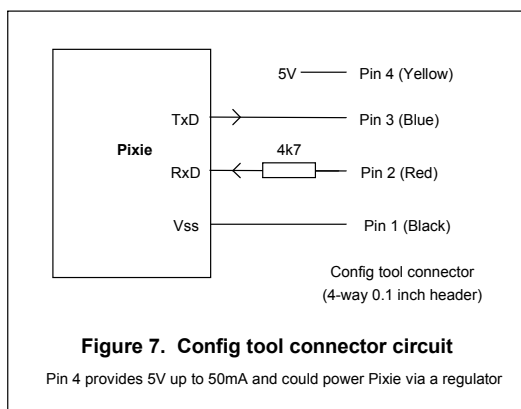 5V
Pin 4 (Yellow)
TxD
Pin 3 (Blue)
Pixie
4k7
RxD
Pin 2 (Red)
Vss
Pin 1 (Black)
Config tool connector
(4-way 0.1 inch header)
Figure 7. Config tool connector circuit
Pin 4 provides 5V up to 50mA and could power Pixie via a regulator